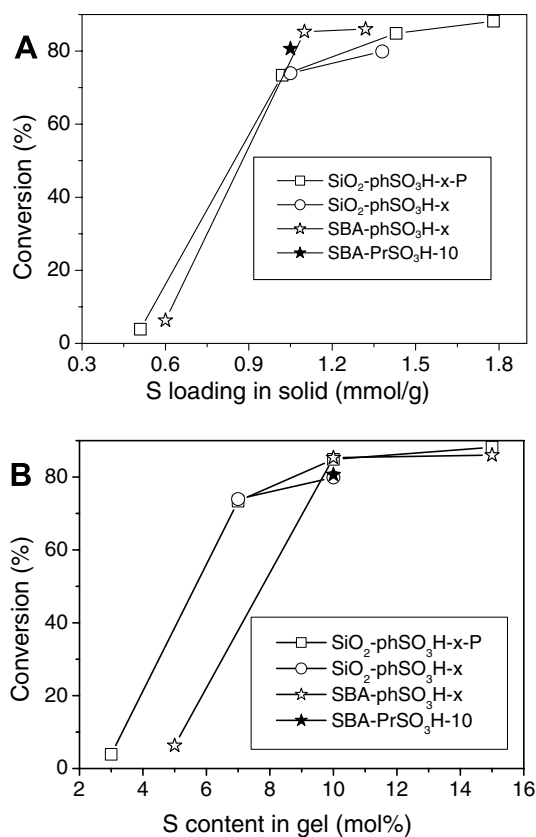 A
80
60
40
20
0
Conversion (%)
SiO₂-phSO₃H-x-P
SiO₂-phSO₃H-x
SBA-phSO₃H-x
SBA-PrSO₃H-10
0.3 0.6 0.9 1.2 1.5 1.8
S loading in solid (mmol/g)
B
80
60
40
20
0
Conversion (%)
SiO₂-phSO₃H-x-P
SiO₂-phSO₃H-x
SBA-phSO₃H-x
SBA-PrSO₃H-10
2 4 6 8 10 12 14 16
S content in gel (mol%)